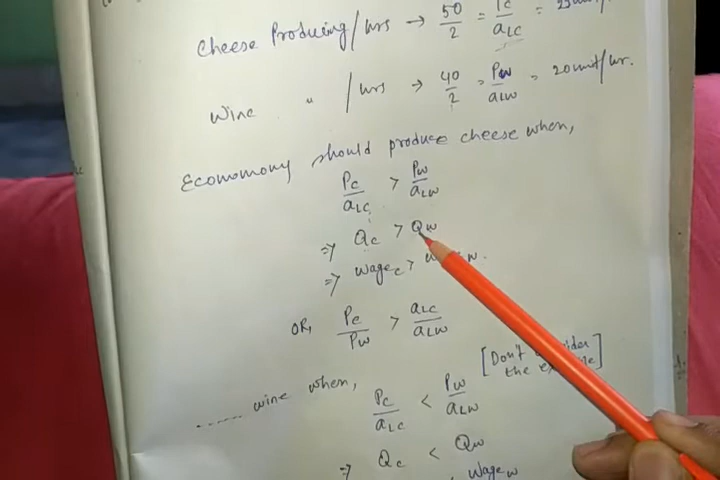 Cheese Producing/hrs → 50/2 = Pc/aLC =
Wine " /hrs → 40/2 = Pw/aLW = 20unit/hr.
Econonomy should produce cheese when,
Pc/aLC > Pw/aLW
⇒ Qc > Qw
⇒ wagec >
OR, Pc/Pw > aLC/aLW
[Don't
the
...... wine when, Pc/aLC < Pw/aLW
⇒ Qc < Qw
wagew